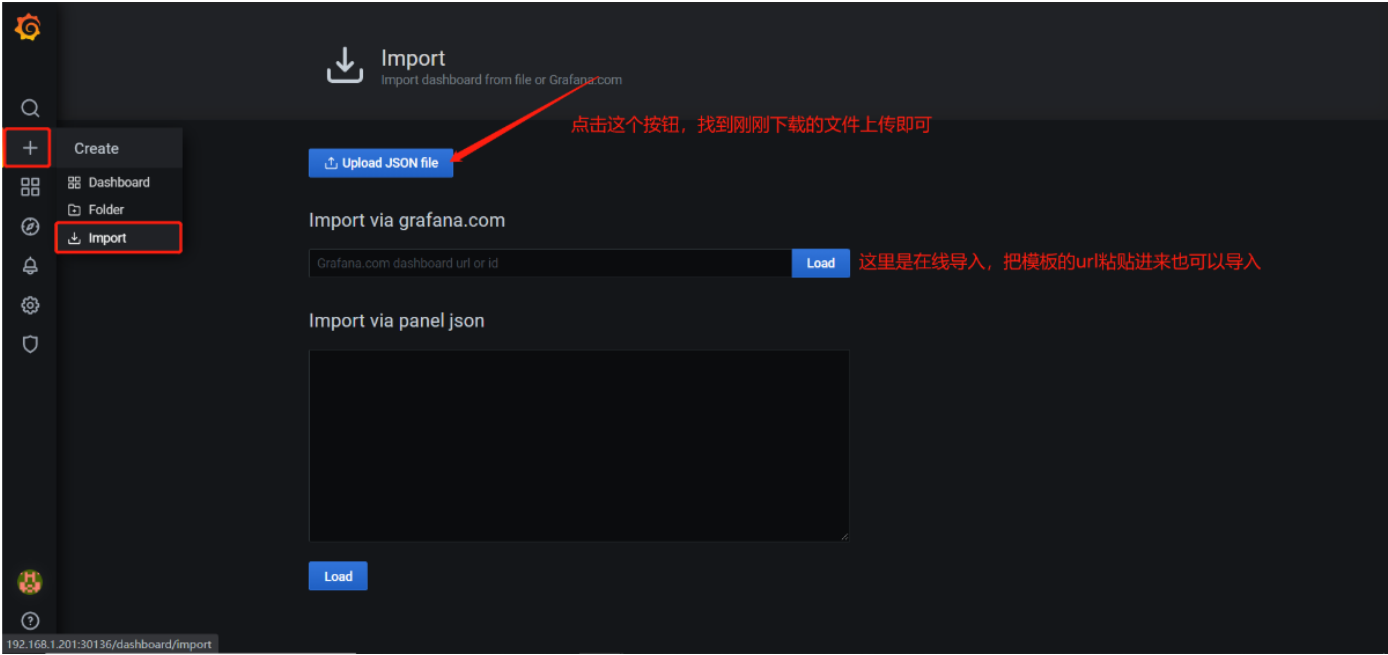 Import
Import dashboard from file or Grafana.com
点击这个按钮，找到刚刚下载的文件上传即可
Create
Dashboard
Folder
Import
Upload JSON file
Import via grafana.com
Grafana.com dashboard url or id
Load
这里是在线导入，把模板的url粘贴进来也可以导入
Import via panel json
Load
192.168.1.201:30136/dashboard/import